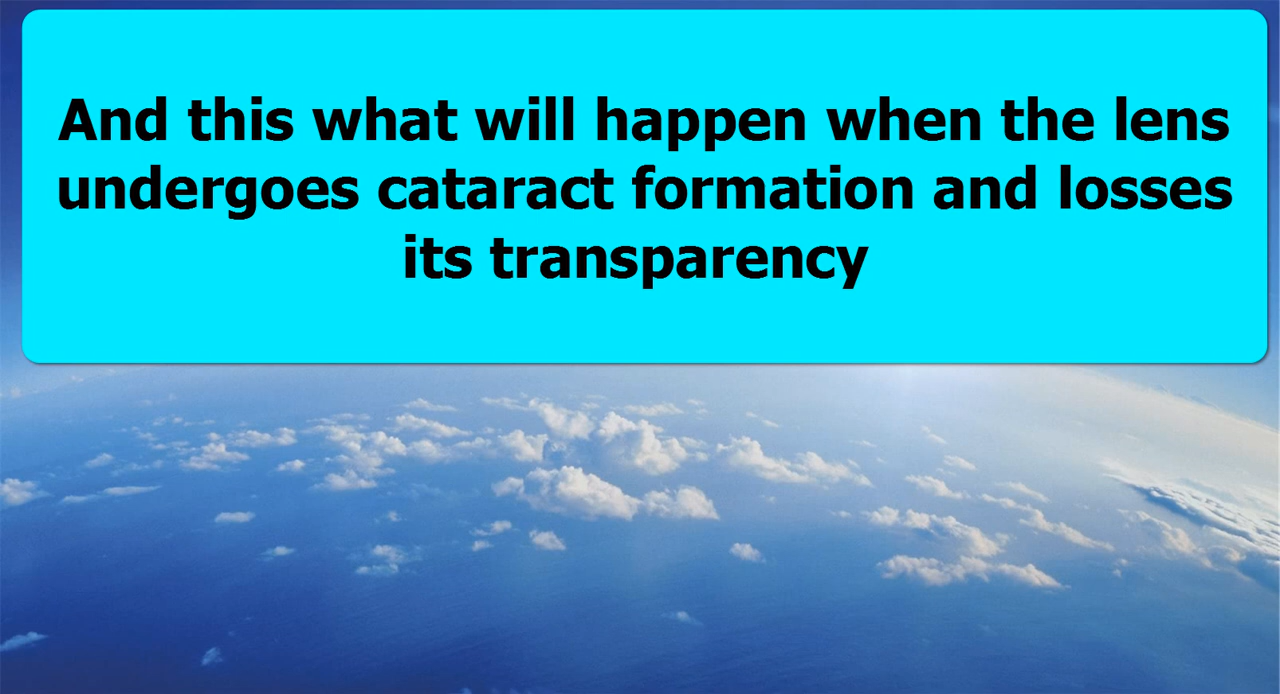 And this what will happen when the lens
undergoes cataract formation and losses
its transparency